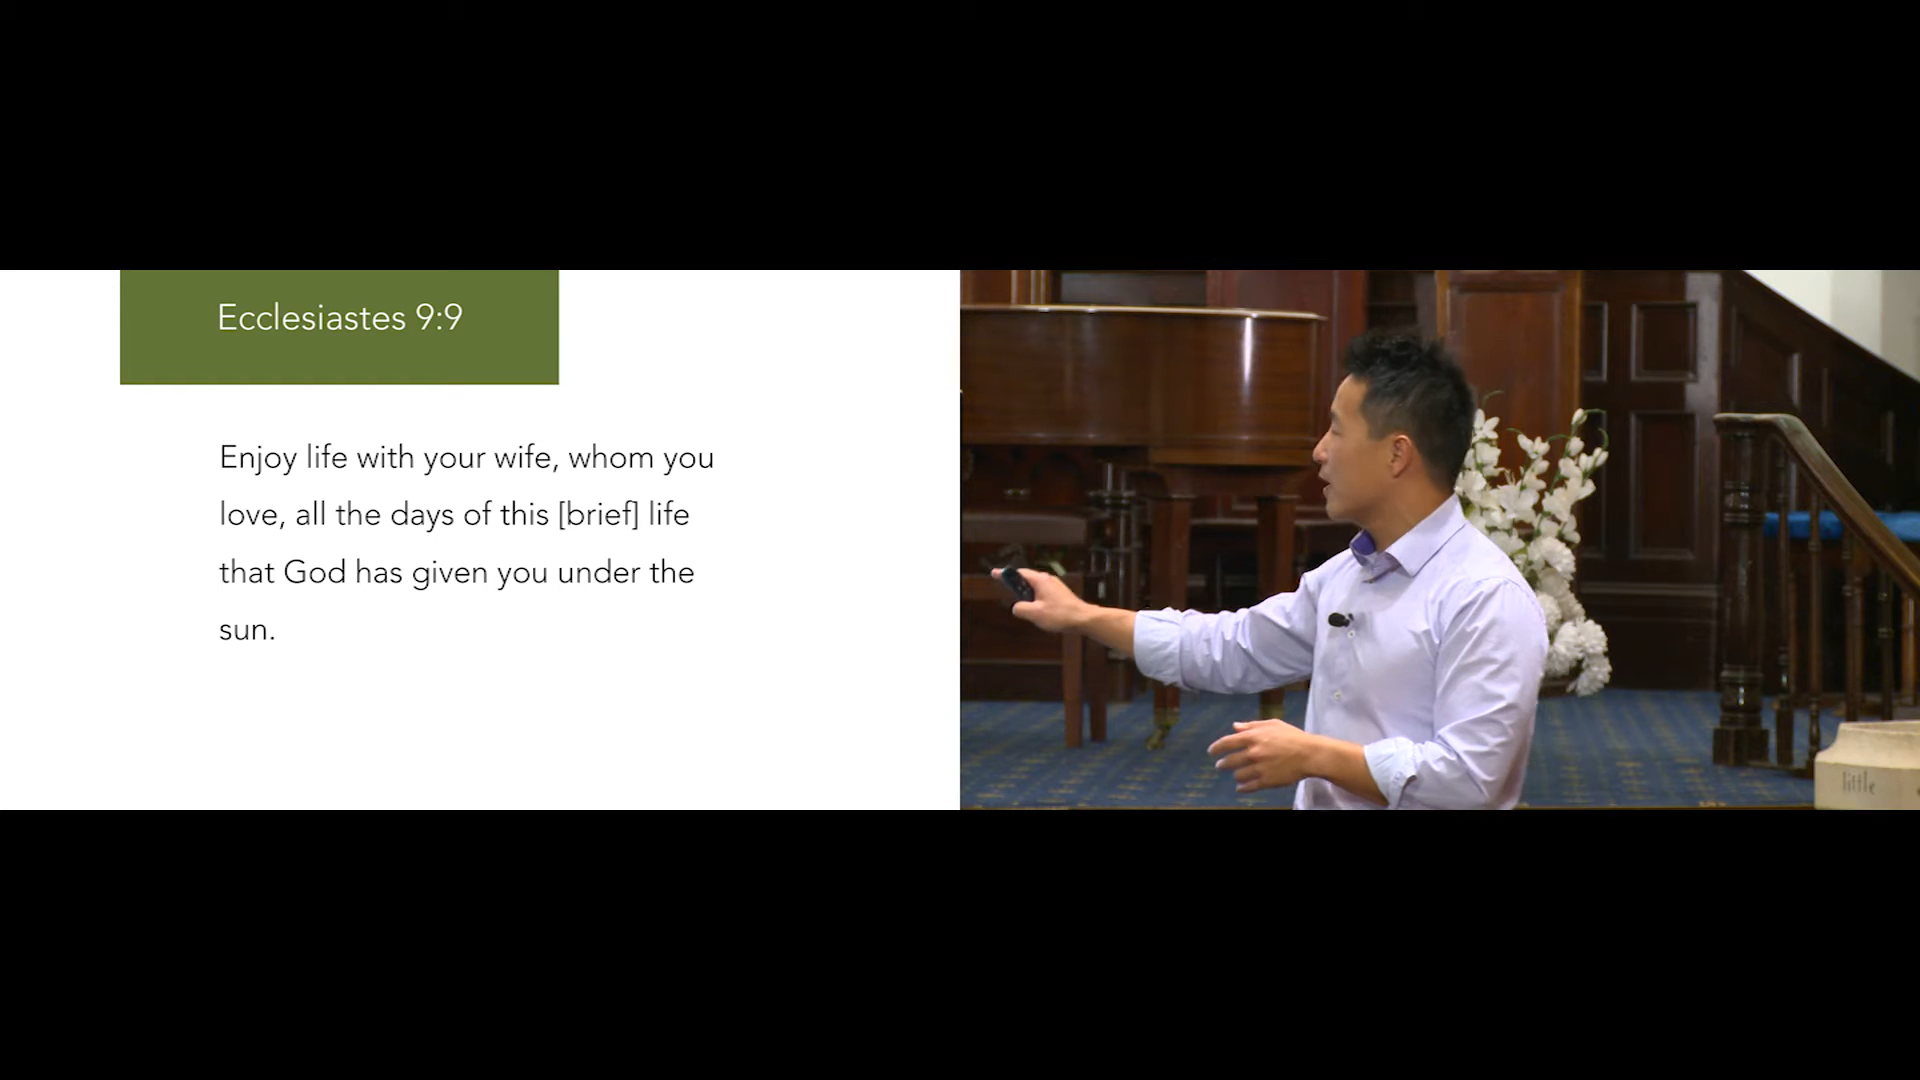 Ecclesiastes 9:9
Enjoy life with your wife, whom you
love, all the days of this [brief] life
that God has given you under the
sun.
little